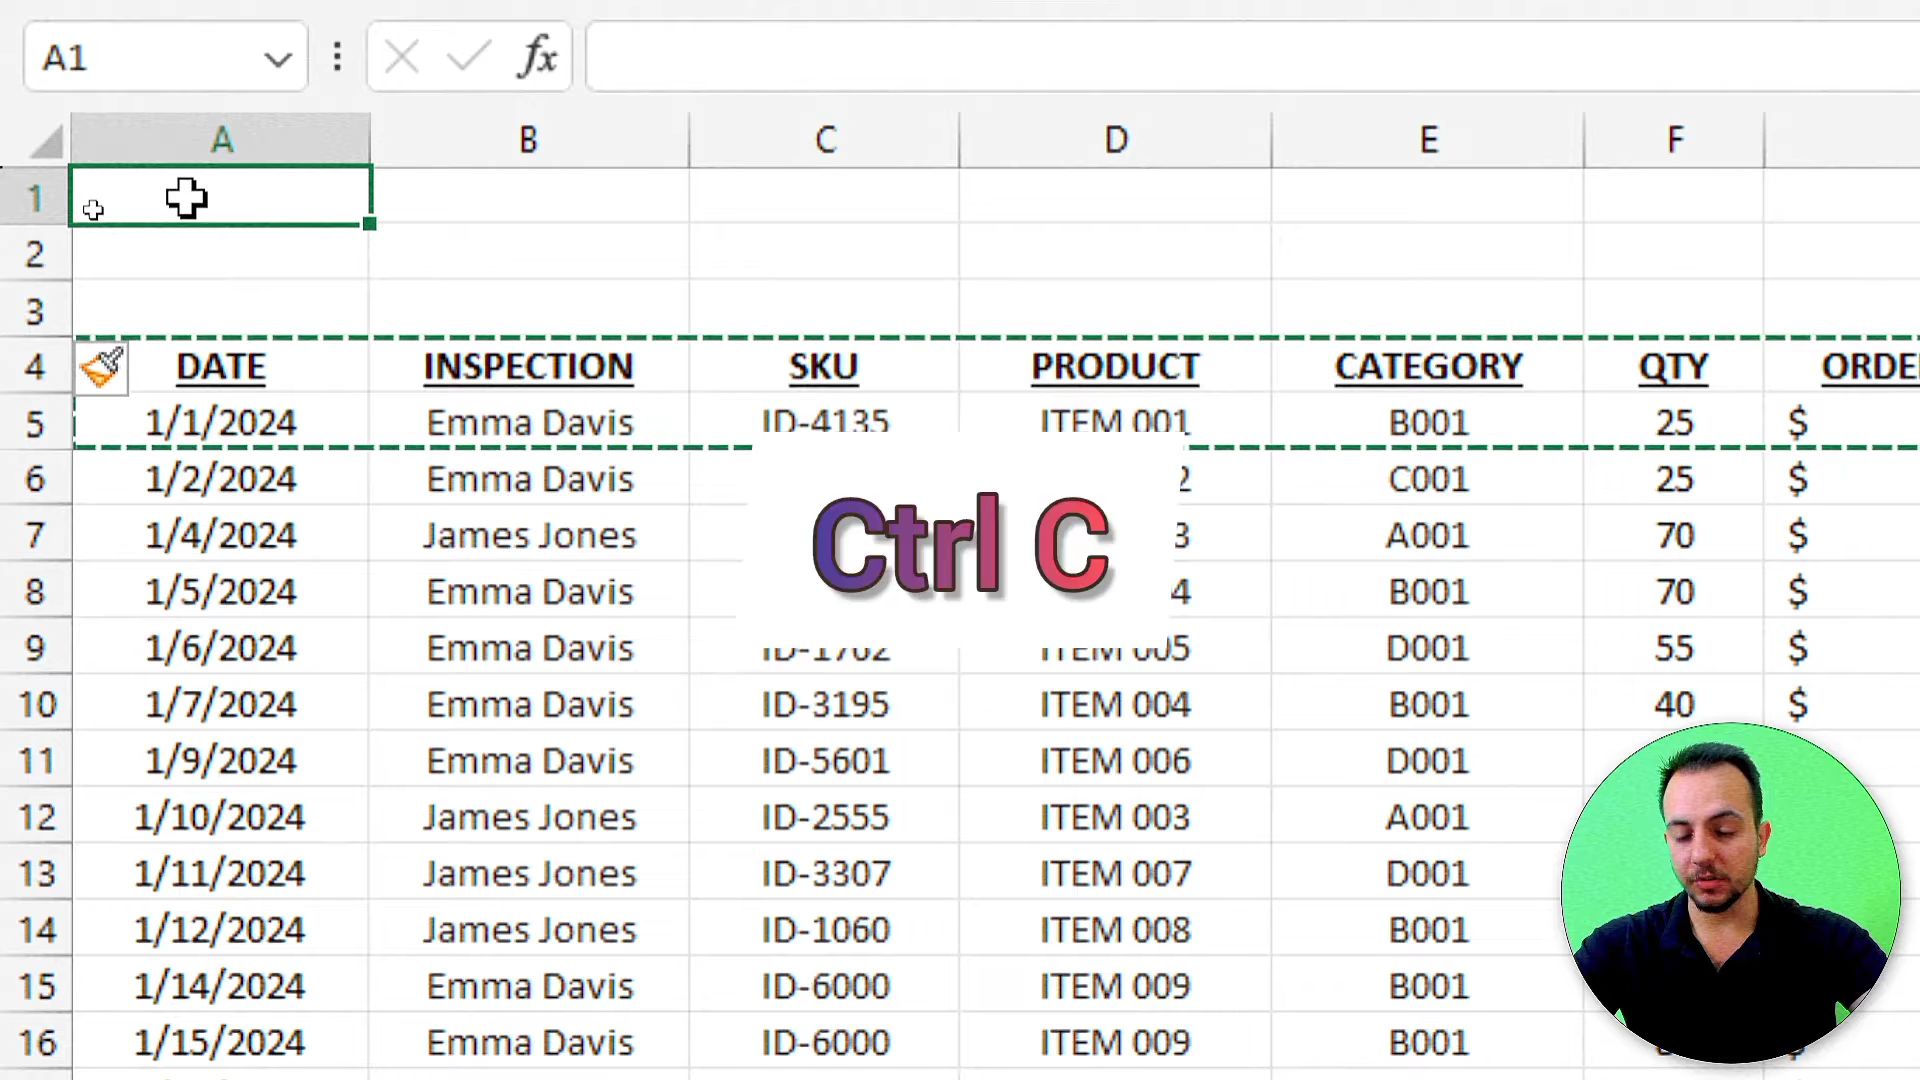 A1 fx
A B C D E F
1
2
3
4 DATE INSPECTION SKU PRODUCT CATEGORY QTY
5 1/1/2024 Emma Davis ID-4135 ITEM 001 B001 25 $
6 1/2/2024 Emma Davis 2 C001 25 $
7 1/4/2024 James Jones 3 A001 70 $
Ctrl C
8 1/5/2024 Emma Davis 4 B001 70 $
9 1/6/2024 Emma Davis ID-1702 ITEM 005 D001 55 $
10 1/7/2024 Emma Davis ID-3195 ITEM 004 B001 40 $
11 1/9/2024 Emma Davis ID-5601 ITEM 006 D001
12 1/10/2024 James Jones ID-2555 ITEM 003 A001
13 1/11/2024 James Jones ID-3307 ITEM 007 D001
14 1/12/2024 James Jones ID-1060 ITEM 008 B001
15 1/14/2024 Emma Davis ID-6000 ITEM 009 B001
16 1/15/2024 Emma Davis ID-6000 ITEM 009 B001